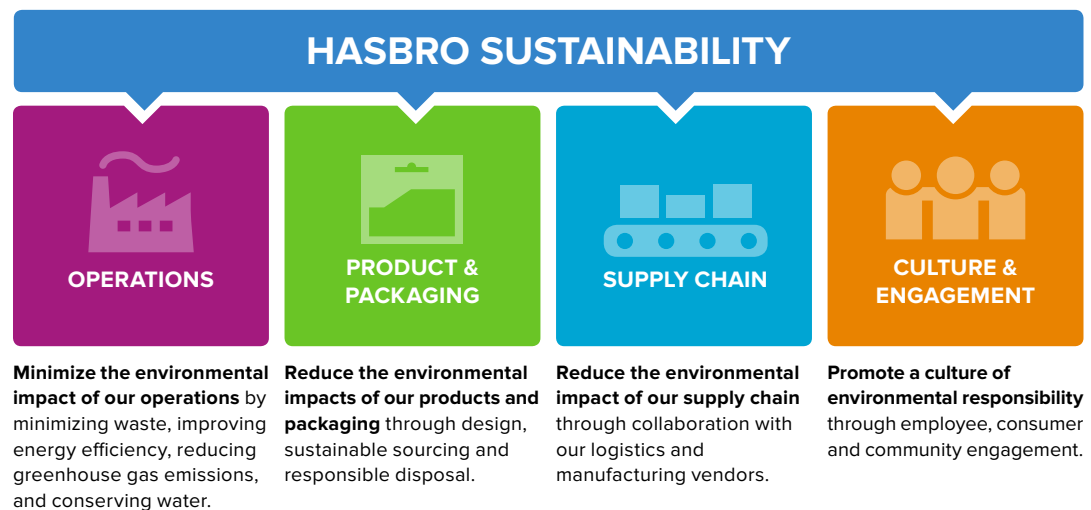 HASBRO SUSTAINABILITY
OPERATIONS
PRODUCT &
PACKAGING
SUPPLY CHAIN
CULTURE &
ENGAGEMENT
Minimize the environmental
impact of our operations by
minimizing waste, improving
energy efficiency, reducing
greenhouse gas emissions,
and conserving water.
Reduce the environmental
impacts of our products and
packaging through design,
sustainable sourcing and
responsible disposal.
Reduce the environmental
impact of our supply chain
through collaboration with
our logistics and
manufacturing vendors.
Promote a culture of
environmental responsibility
through employee, consumer
and community engagement.